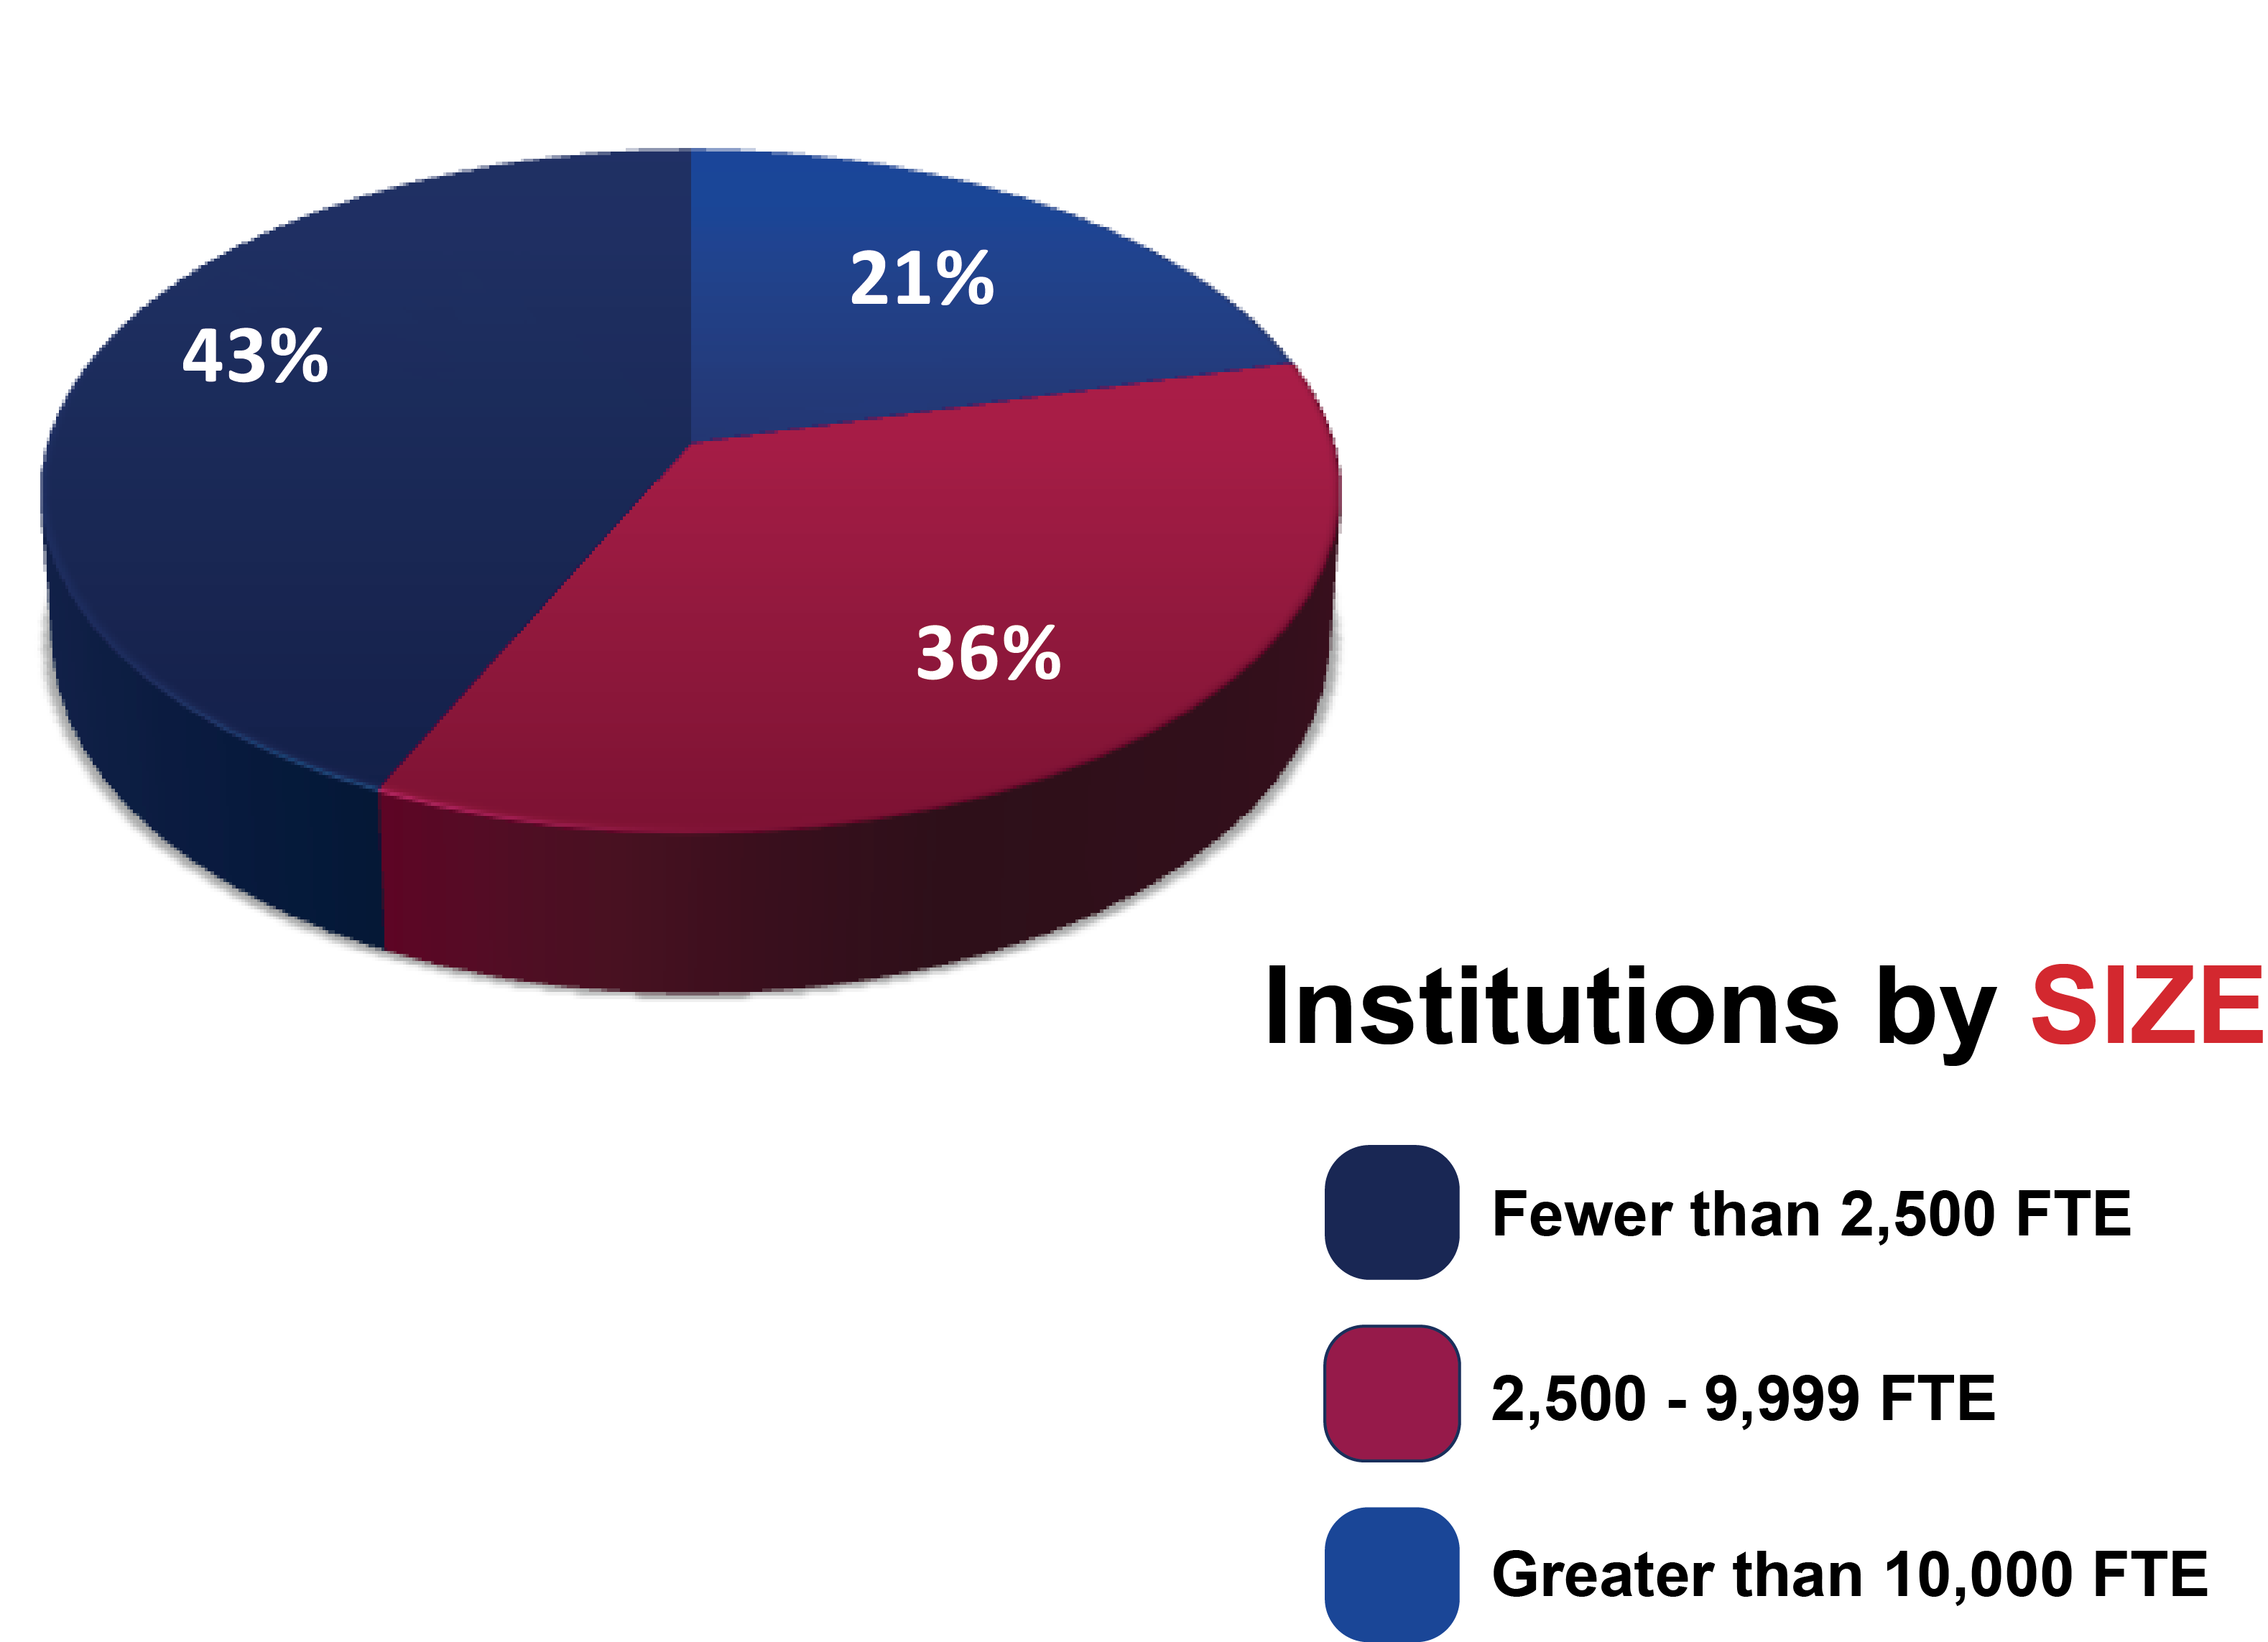 21%
43%
36%
Institutions by SIZE
Fewer than 2,500 FTE
2,500 - 9,999 FTE
Greater than 10,000 FTE